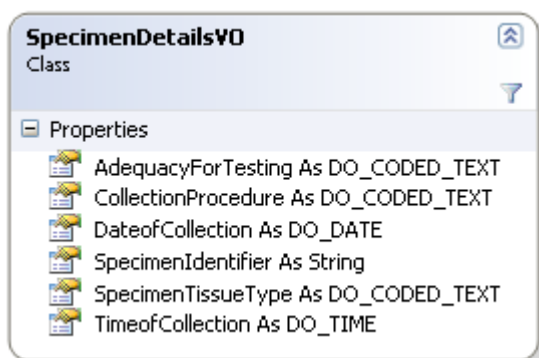 SpecimenDetailsVO
Class
Properties
AdequacyForTesting As DO_CODED_TEXT
CollectionProcedure As DO_CODED_TEXT
DateofCollection As DO_DATE
SpecimenIdentifier As String
SpecimenTissueType As DO_CODED_TEXT
TimeofCollection As DO_TIME